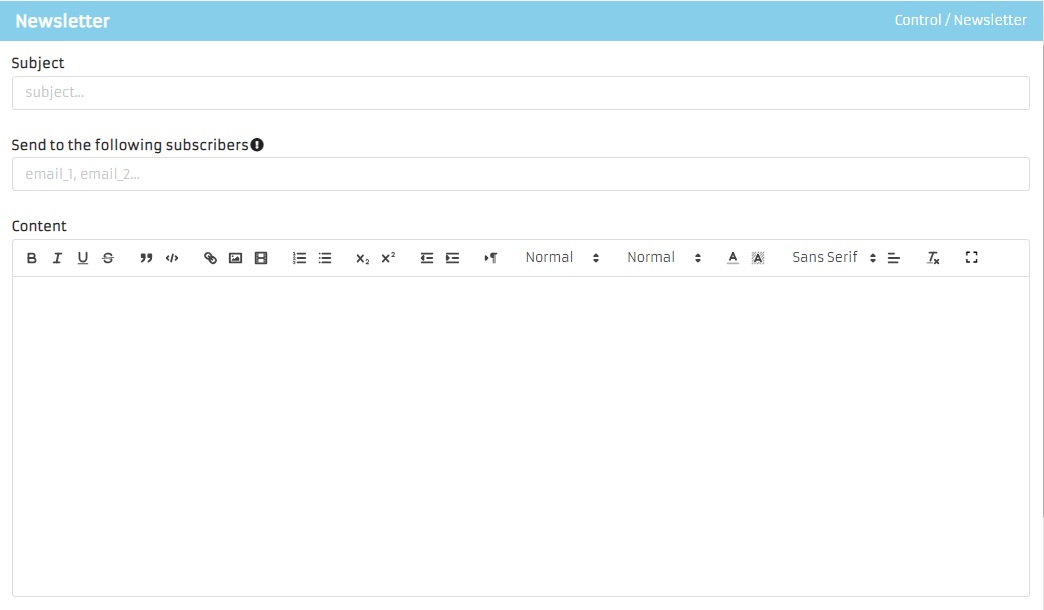 Newsletter
Control / Newsletter
Subject
subject...
Send to the following subscribers
email_1, email_2...
Content
Normal Normal Sans Serif